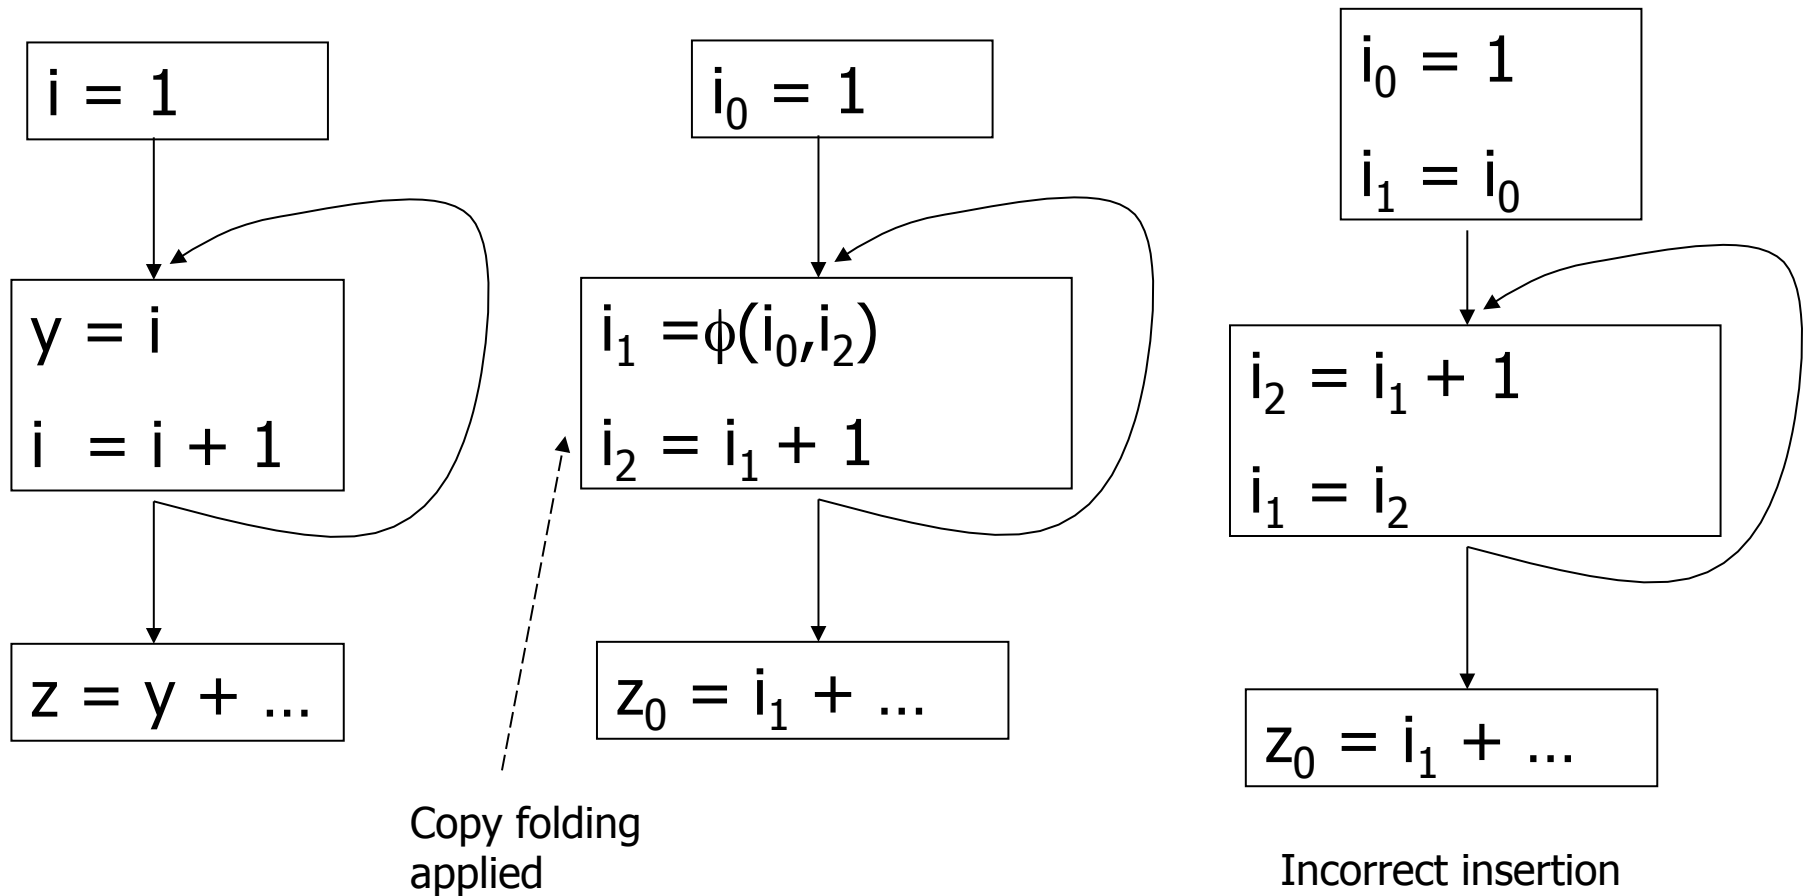 i = 1
y = i
i = i + 1
z = y + ...
i₀ = 1
i₁ =ϕ(i₀,i₂)
i₂ = i₁ + 1
z₀ = i₁ + ...
Copy folding
applied
i₀ = 1
i₁ = i₀
i₂ = i₁ + 1
i₁ = i₂
z₀ = i₁ + ...
Incorrect insertion